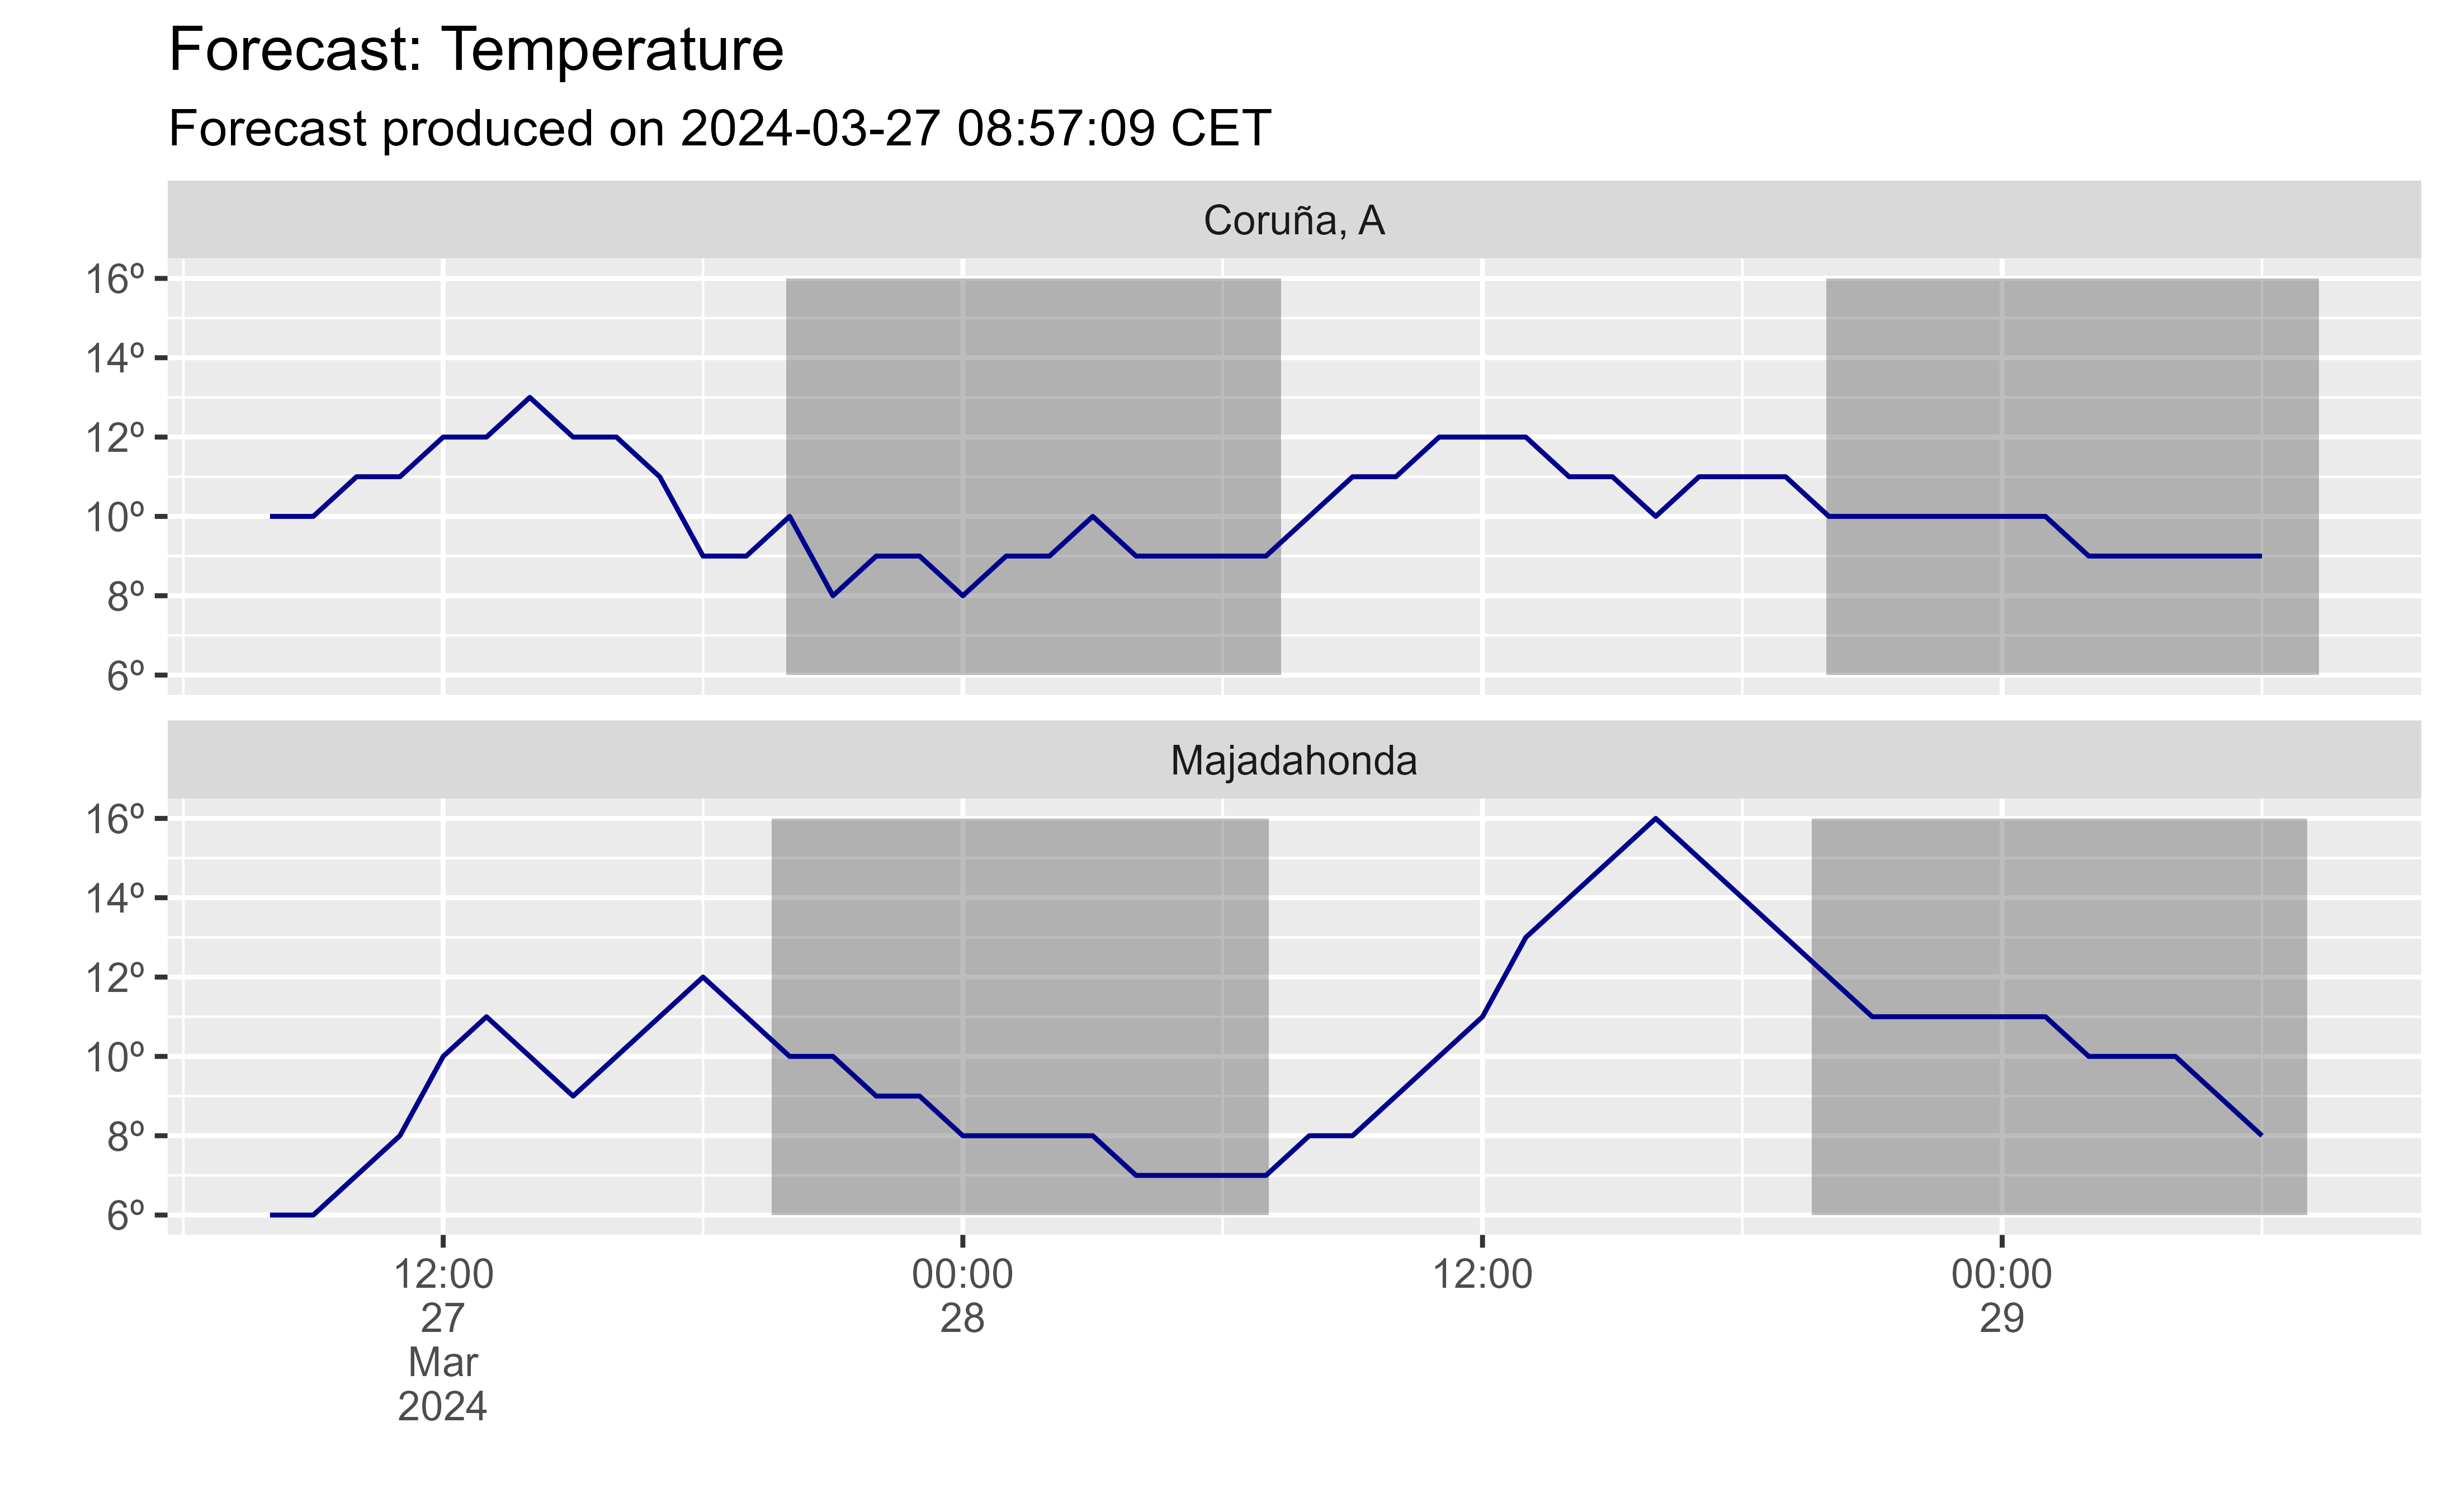 Forecast: Temperature
Forecast produced on 2024-03-27 08:57:09 CET
Coruña, A
16º
14º
12º
10º
8º
6º
Majadahonda
16º
14º
12º
10º
8º
6º
12:00 00:00 12:00 00:00
27 28 29
Mar
2024